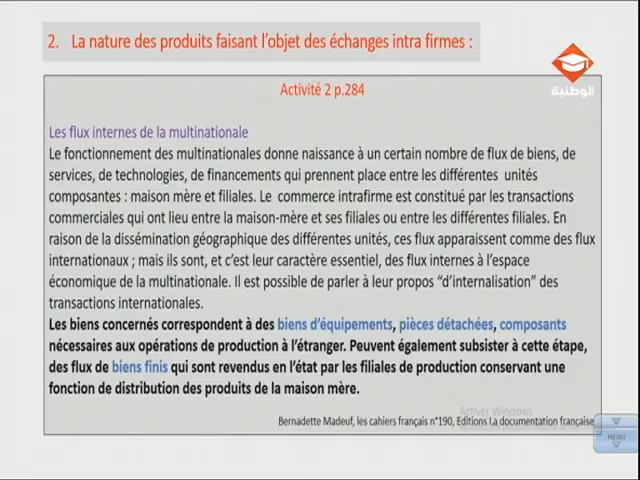 2. La nature des produits faisant l'objet des échanges intra firmes :
الوطنية
Activité 2 p.284
Les flux internes de la multinationale
Le fonctionnement des multinationales donne naissance à un certain nombre de flux de biens, de
services, de technologies, de financements qui prennent place entre les différentes unités
composantes : maison mère et filiales. Le commerce intrafirme est constitué par les transactions
commerciales qui ont lieu entre la maison-mère et ses filiales ou entre les différentes filiales. En
raison de la dissémination géographique des différentes unités, ces flux apparaissent comme des flux
internationaux ; mais ils sont, et c'est leur caractère essentiel, des flux internes à l'espace
économique de la multinationale. Il est possible de parler à leur propos "d'internalisation" des
transactions internationales.
Les biens concernés correspondent à des biens d'équipements, pièces détachées, composants
nécessaires aux opérations de production à l'étranger. Peuvent également subsister à cette étape,
des flux de biens finis qui sont revendus en l'état par les filiales de production conservant une
fonction de distribution des produits de la maison mère.
Activer Windows
Bernadette Madeuf, les cahiers français n°190, Editions La documentation française